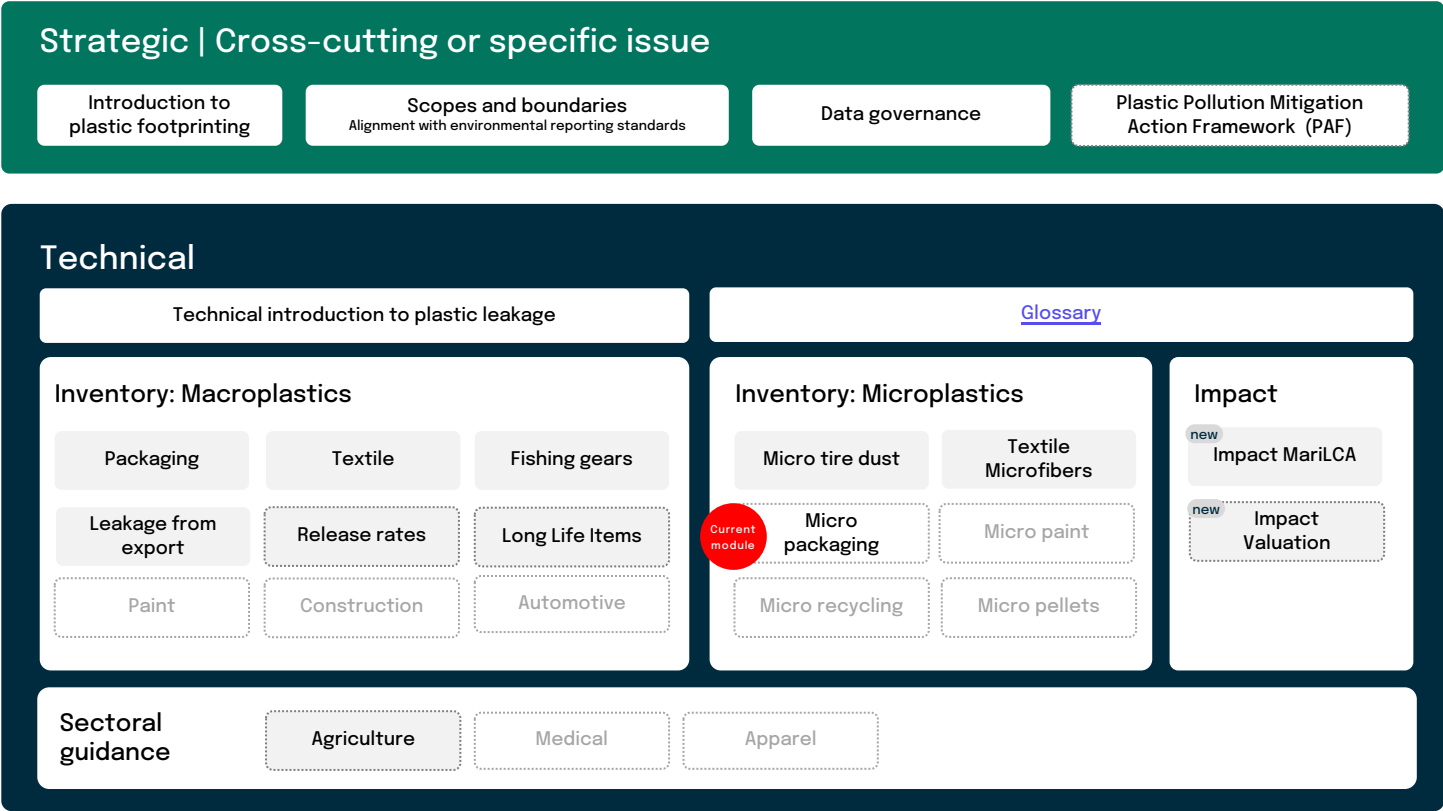 Strategic | Cross-cutting or specific issue
Introduction to
plastic footprinting
Scopes and boundaries
Alignment with environmental reporting standards
Data governance
Plastic Pollution Mitigation
Action Framework (PAF)
Technical
Technical introduction to plastic leakage
Glossary
Inventory: Macroplastics
Packaging
Textile
Fishing gears
Leakage from
export
Release rates
Long Life Items
Paint
Construction
Automotive
Inventory: Microplastics
Micro tire dust
Textile
Microfibers
Current
module
Micro
packaging
Micro paint
Micro recycling
Micro pellets
Impact
new
Impact MariLCA
new
Impact
Valuation
Sectoral
guidance
Agriculture
Medical
Apparel